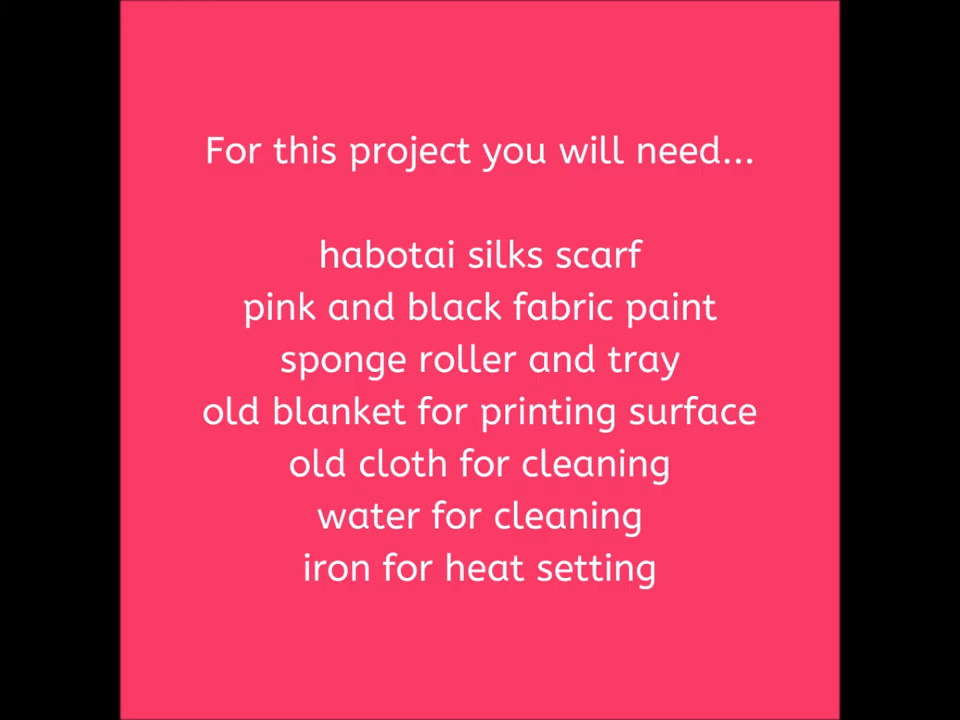 For this project you will need...
habotai silks scarf
pink and black fabric paint
sponge roller and tray
old blanket for printing surface
old cloth for cleaning
water for cleaning
iron for heat setting